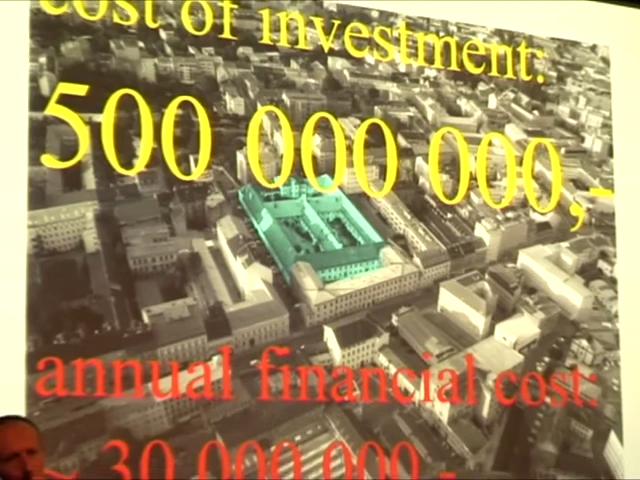 cost of investment:
500 000 000,-
annual financial cost:
~ 30 000 000,-